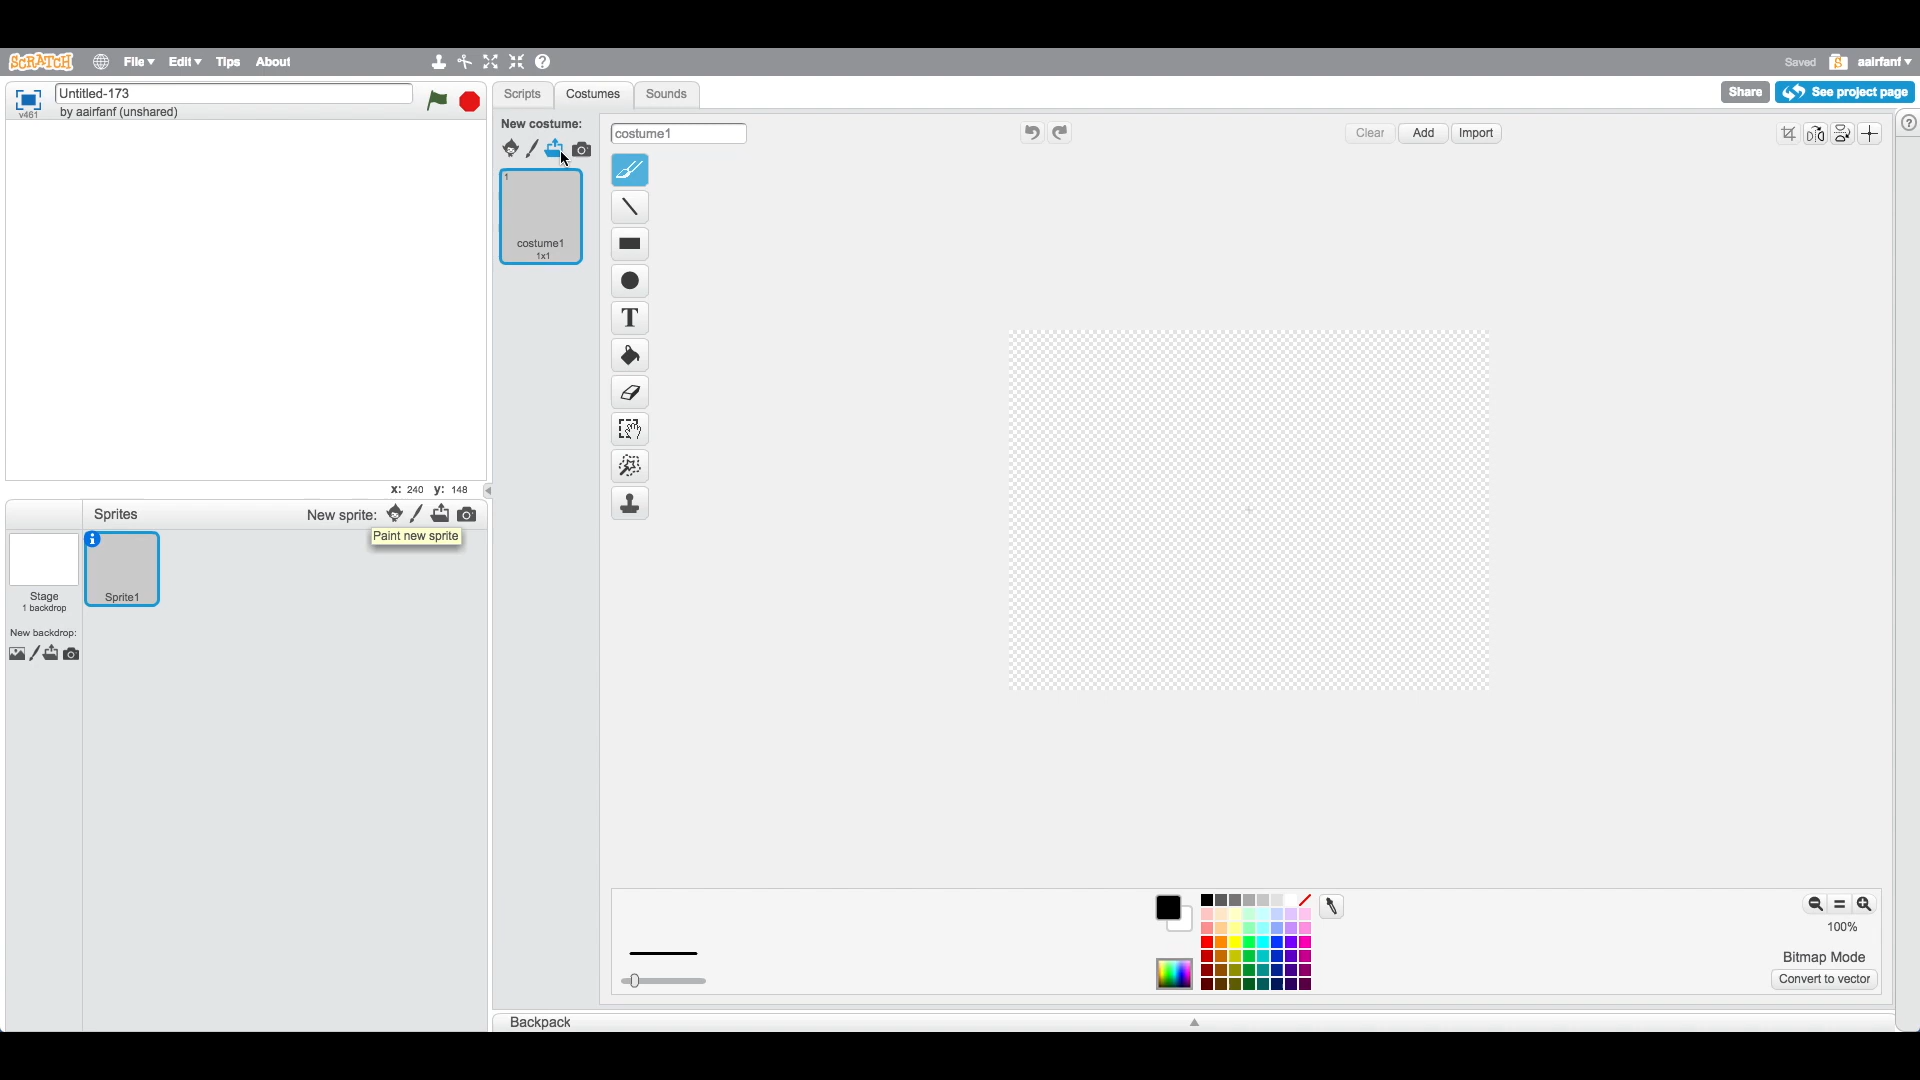 SCRATCH File Edit Tips About Saved aairfanf
Untitled-173
v461 by aairfanf (unshared)
Scripts Costumes Sounds
Share See project page
New costume:
costume1
Clear Add Import
1
costume1
1x1
T
x: 240 y: 148
Sprites New sprite:
Paint new sprite
Sprite1
Stage
1 backdrop
New backdrop:
100%
Bitmap Mode
Convert to vector
Backpack